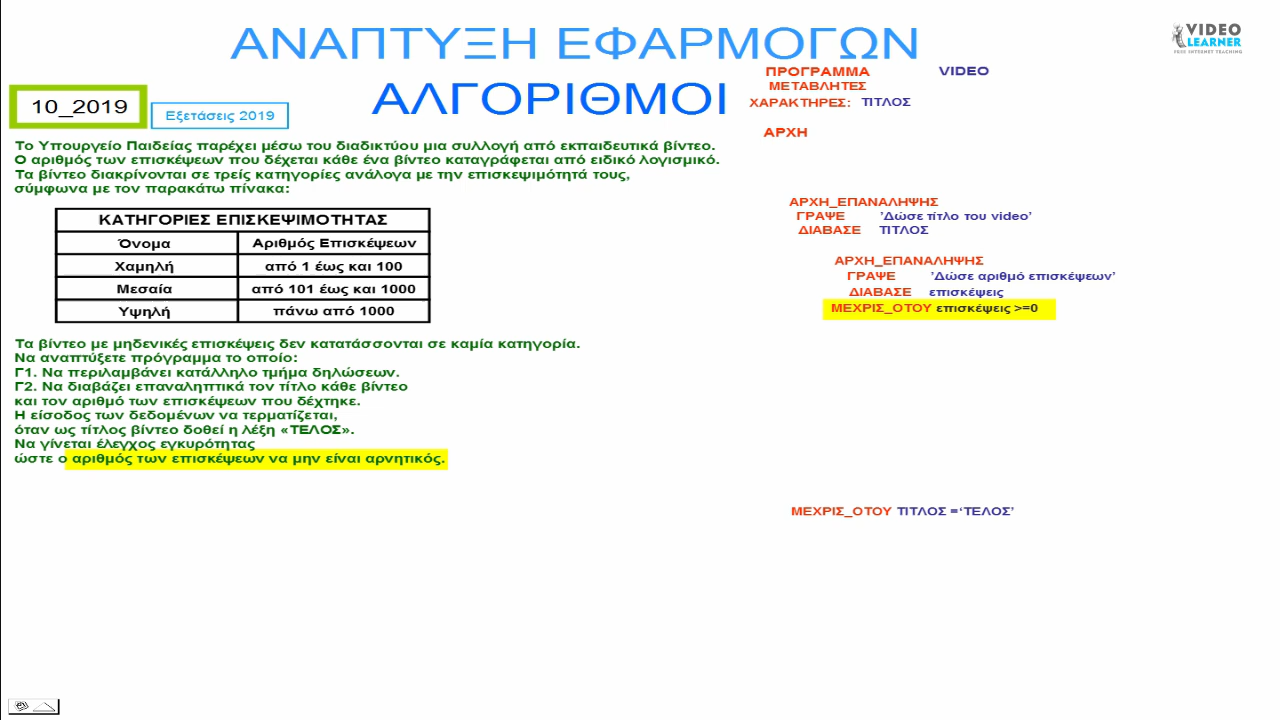 ΑΝΑΠΤΥΞΗ ΕΦΑΡΜΟΓΩΝ
ΑΛΓΟΡΙΘΜΟΙ
VIDEO
LEARNER
FREE INTERNET TEACHING
10_2019
Εξετάσεις 2019
Το Υπουργείο Παιδείας παρέχει μέσω του διαδικτύου μια συλλογή από εκπαιδευτικά βίντεο.
Ο αριθμός των επισκέψεων που δέχεται κάθε ένα βίντεο καταγράφεται από ειδικό λογισμικό.
Τα βίντεο διακρίνονται σε τρείς κατηγορίες ανάλογα με την επισκεψιμότητά τους,
σύμφωνα με τον παρακάτω πίνακα:
ΚΑΤΗΓΟΡΙΕΣ ΕΠΙΣΚΕΨΙΜΟΤΗΤΑΣ
Όνομα Αριθμός Επισκέψεων
Χαμηλή από 1 έως και 100
Μεσαία από 101 έως και 1000
Υψηλή πάνω από 1000
Τα βίντεο με μηδενικές επισκέψεις δεν κατατάσσονται σε καμία κατηγορία.
Να αναπτύξετε πρόγραμμα το οποίο:
Γ1. Να περιλαμβάνει κατάλληλο τμήμα δηλώσεων.
Γ2. Να διαβάζει επαναληπτικά τον τίτλο κάθε βίντεο
και τον αριθμό των επισκέψεων που δέχτηκε.
Η είσοδος των δεδομένων να τερματίζεται,
όταν ως τίτλος βίντεο δοθεί η λέξη «ΤΕΛΟΣ».
Να γίνεται έλεγχος εγκυρότητας
ώστε ο αριθμός των επισκέψεων να μην είναι αρνητικός.
ΠΡΟΓΡΑΜΜΑ VIDEO
ΜΕΤΑΒΛΗΤΕΣ
ΧΑΡΑΚΤΗΡΕΣ: ΤΙΤΛΟΣ
ΑΡΧΗ
ΑΡΧΗ_ΕΠΑΝΑΛΗΨΗΣ
ΓΡΑΨΕ ’Δώσε τίτλο του video’
ΔΙΑΒΑΣΕ ΤΙΤΛΟΣ
ΑΡΧΗ_ΕΠΑΝΑΛΗΨΗΣ
ΓΡΑΨΕ ’Δώσε αριθμό επισκέψεων’
ΔΙΑΒΑΣΕ επισκέψεις
ΜΕΧΡΙΣ_ΟΤΟΥ επισκέψεις >=0
ΜΕΧΡΙΣ_ΟΤΟΥ ΤΙΤΛΟΣ =‘ΤΕΛΟΣ’